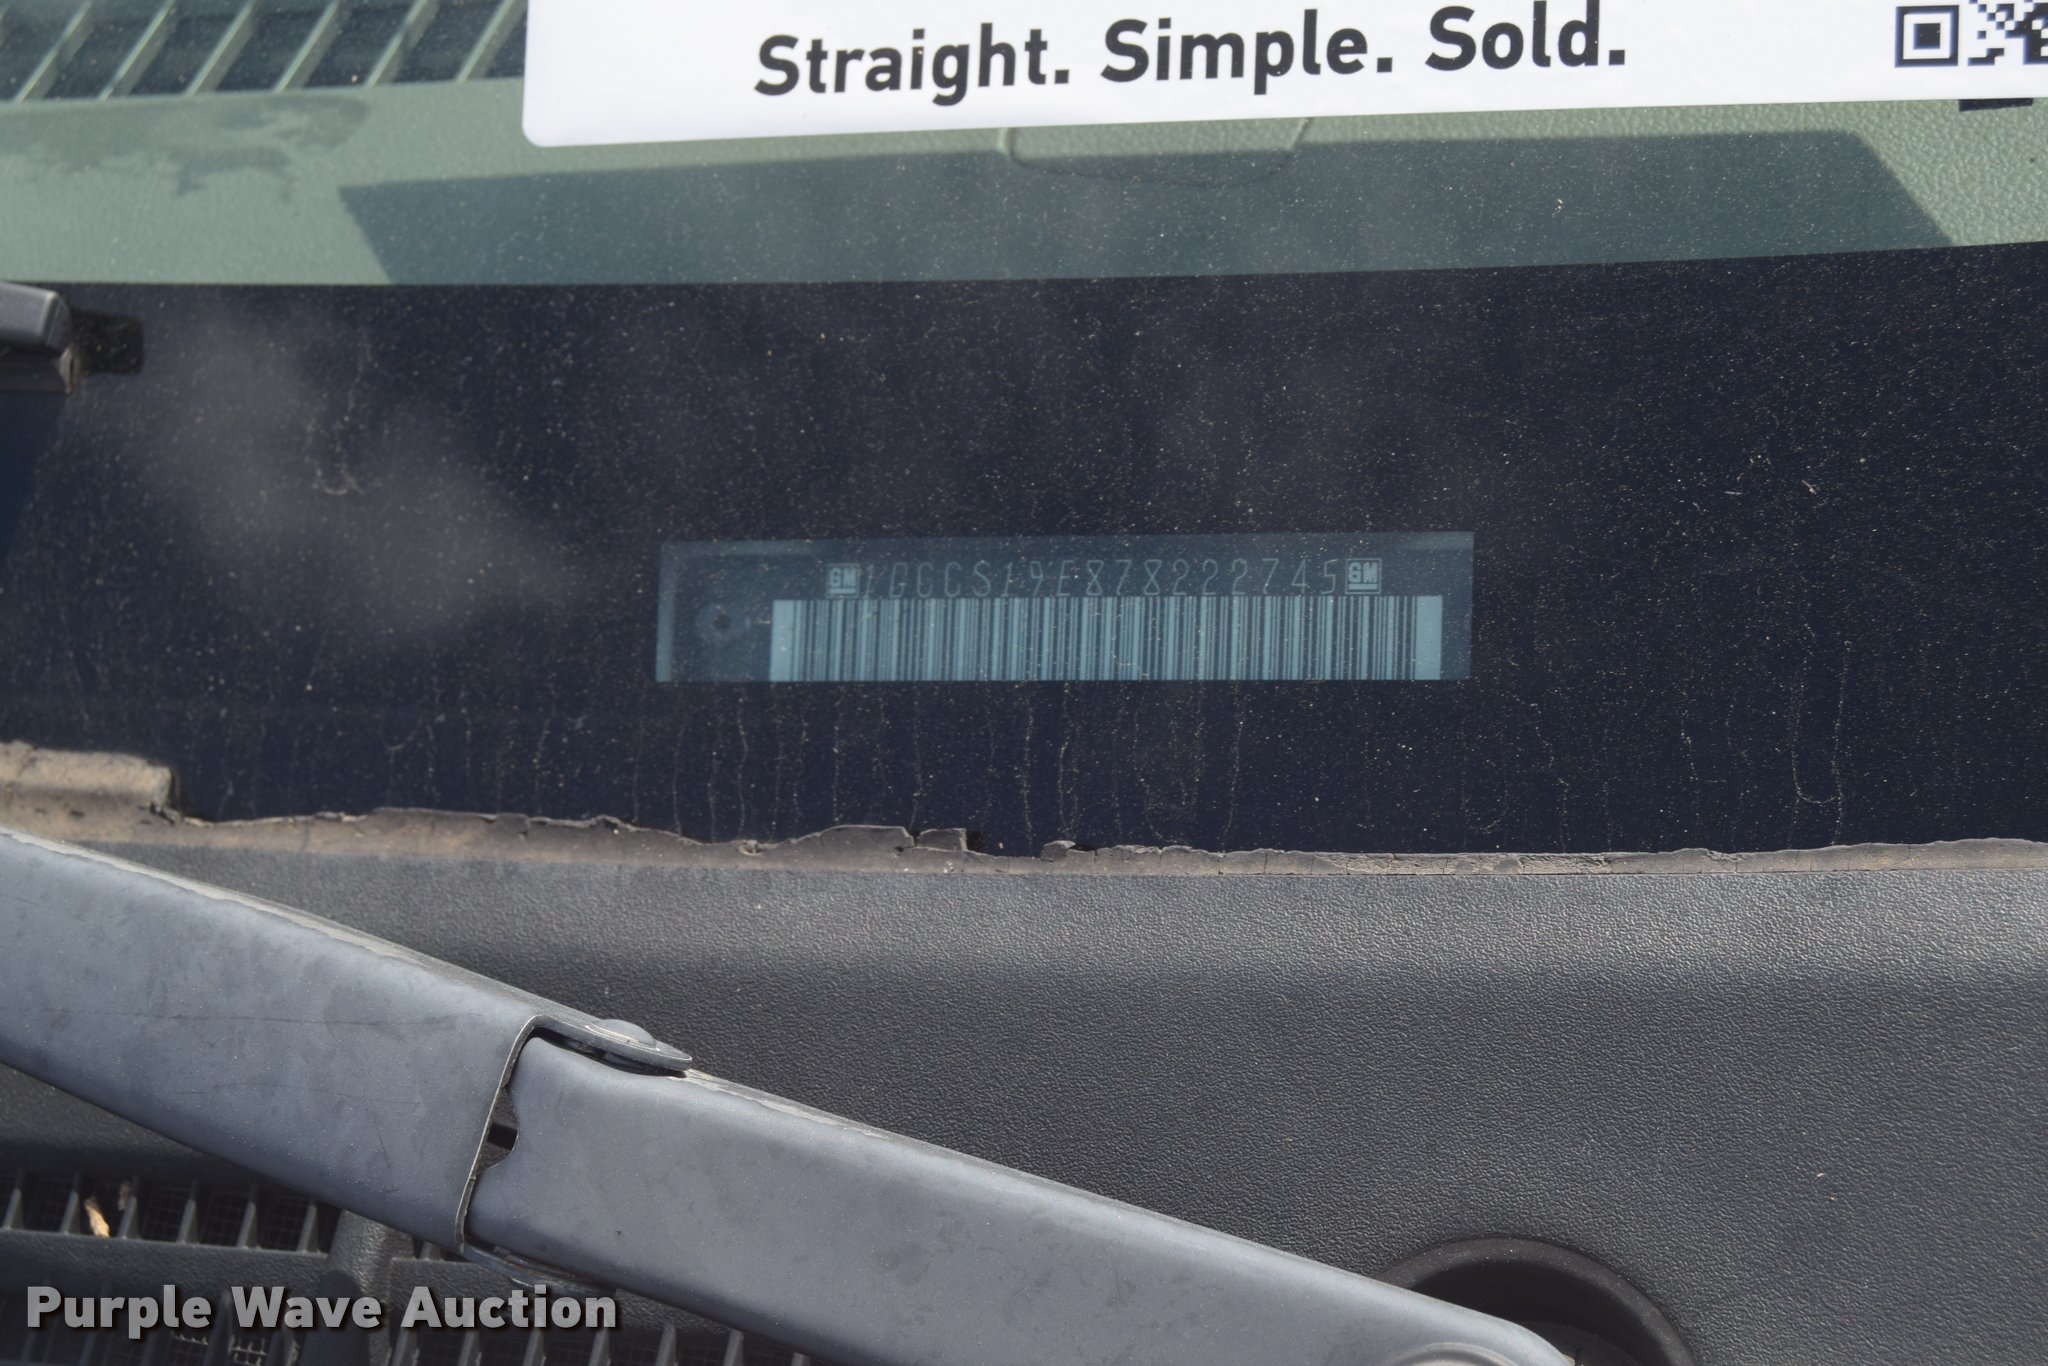 Straight. Simple. Sold.
GM 1GCCS19E878222745 GM
Purple Wave Auction